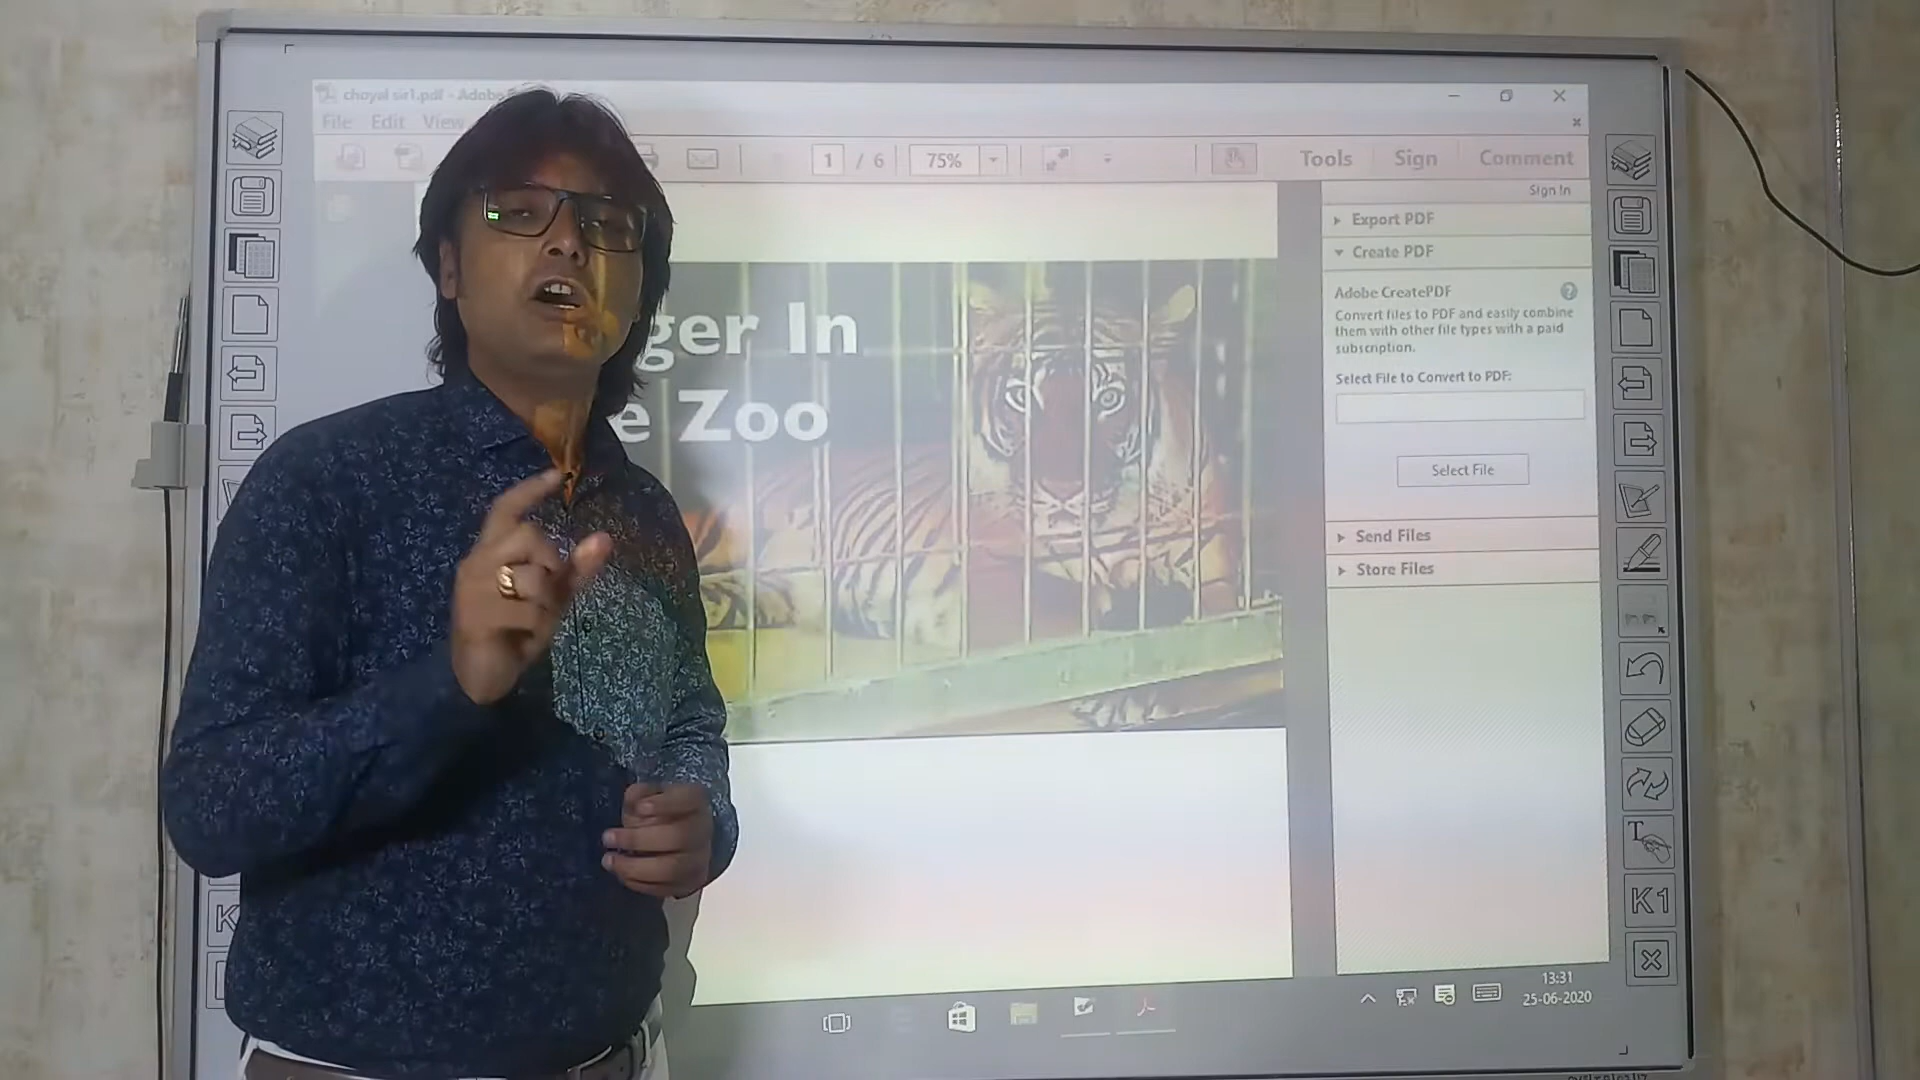 choyal sir1.pdf - Adobe
File Edit View
1 / 6 75% Tools Sign Comment
Sign In
Export PDF
Create PDF
Adobe CreatePDF
Convert files to PDF and easily combine
them with other file types with a paid
subscription.
Select File to Convert to PDF:
Select File
Send Files
Store Files
ger In
e Zoo
T
K1
K
13:31
25-06-2020